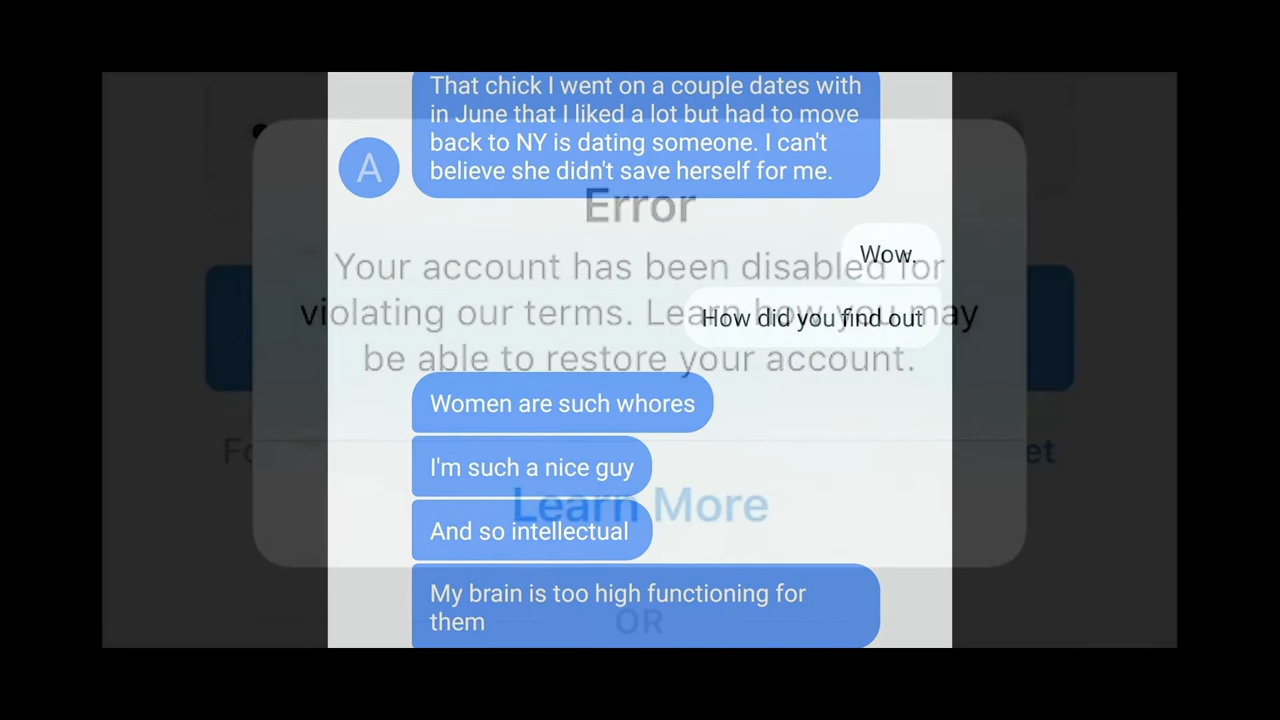 That chick I went on a couple dates with
in June that I liked a lot but had to move
back to NY is dating someone. I can't
believe she didn't save herself for me.
A
Error
Wow.
Your account has been disabled for
violating our terms. Learn how you may
How did you find out
be able to restore your account.
Women are such whores
I'm such a nice guy
Learn More
And so intellectual
My brain is too high functioning for
them
OR